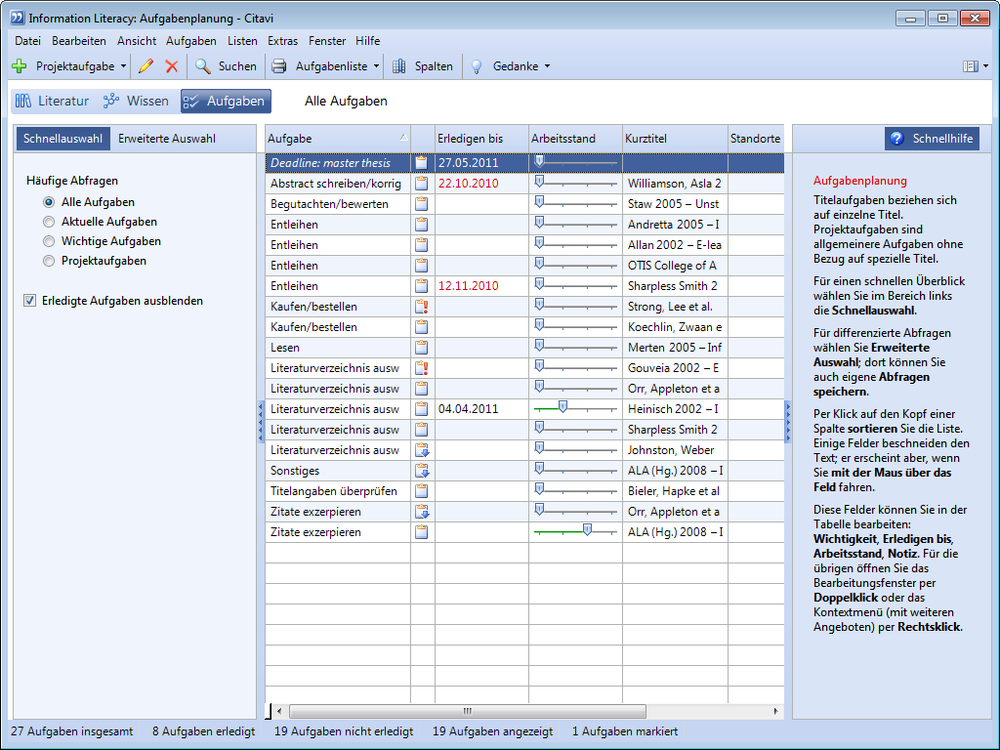 Information Literacy: Aufgabenplanung - Citavi
Datei Bearbeiten Ansicht Aufgaben Listen Extras Fenster Hilfe
Projektaufgabe Suchen Aufgabenliste Spalten Gedanke
Literatur Wissen Aufgaben Alle Aufgaben
Schnellauswahl Erweiterte Auswahl
Häufige Abfragen
Alle Aufgaben
Aktuelle Aufgaben
Wichtige Aufgaben
Projektaufgaben
Erledigte Aufgaben ausblenden
Aufgabe Erledigen bis Arbeitsstand Kurztitel Standorte
Deadline: master thesis 27.05.2011
Abstract schreiben/korrig 22.10.2010 Williamson, Asla 2
Begutachten/bewerten Staw 2005 – Unst
Entleihen Andretta 2005 – I
Entleihen Allan 2002 – E-lea
Entleihen OTIS College of A
Entleihen 12.11.2010 Sharpless Smith 2
Kaufen/bestellen Strong, Lee et al.
Kaufen/bestellen Koechlin, Zwaan e
Lesen Merten 2005 – Inf
Literaturverzeichnis ausw Gouveia 2002 – E
Literaturverzeichnis ausw Orr, Appleton et a
Literaturverzeichnis ausw 04.04.2011 Heinisch 2002 – I
Literaturverzeichnis ausw Sharpless Smith 2
Literaturverzeichnis ausw Johnston, Weber
Sonstiges ALA (Hg.) 2008 – I
Titelangaben überprüfen Bieler, Hapke et al
Zitate exzerpieren Orr, Appleton et a
Zitate exzerpieren ALA (Hg.) 2008 – I
Schnellhilfe
Aufgabenplanung
Titelaufgaben beziehen sich
auf einzelne Titel.
Projektaufgaben sind
allgemeinere Aufgaben ohne
Bezug auf spezielle Titel.
Für einen schnellen Überblick
wählen Sie im Bereich links
die Schnellauswahl.
Für differenzierte Abfragen
wählen Sie Erweiterte
Auswahl; dort können Sie
auch eigene Abfragen
speichern.
Per Klick auf den Kopf einer
Spalte sortieren Sie die Liste.
Einige Felder beschneiden den
Text; er erscheint aber, wenn
Sie mit der Maus über das
Feld fahren.
Diese Felder können Sie in der
Tabelle bearbeiten:
Wichtigkeit, Erledigen bis,
Arbeitsstand, Notiz. Für die
übrigen öffnen Sie das
Bearbeitungsfenster per
Doppelklick oder das
Kontextmenü (mit weiteren
Angeboten) per Rechtsklick.
27 Aufgaben insgesamt 8 Aufgaben erledigt 19 Aufgaben nicht erledigt 19 Aufgaben angezeigt 1 Aufgaben markiert